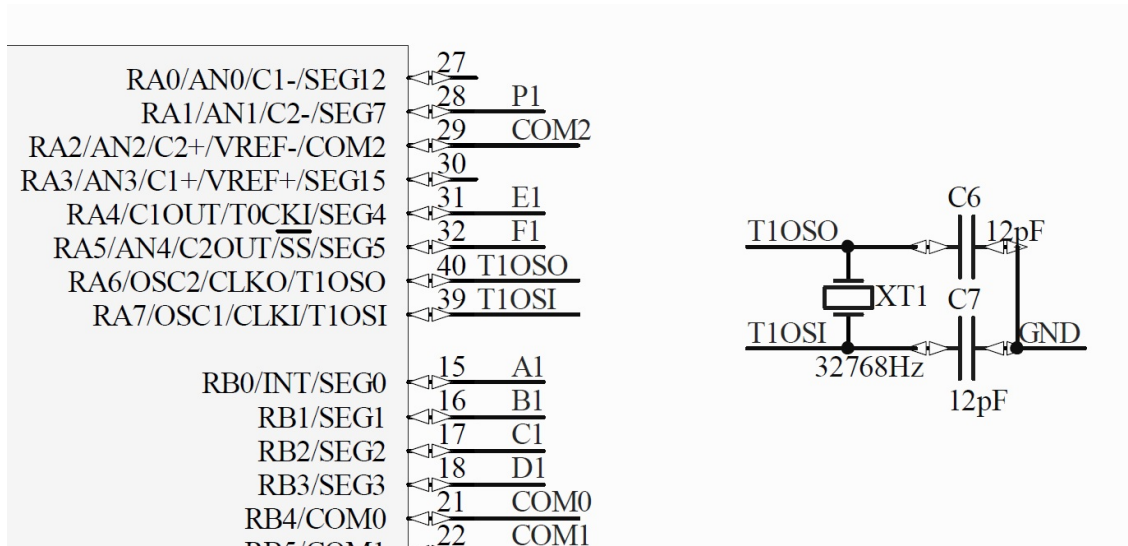 RA0/AN0/C1-/SEG12 27
RA1/AN1/C2-/SEG7 28 P1
RA2/AN2/C2+/VREF-/COM2 29 COM2
RA3/AN3/C1+/VREF+/SEG15 30
RA4/C1OUT/T0CKI/SEG4 31 E1
RA5/AN4/C2OUT/SS/SEG5 32 F1
RA6/OSC2/CLKO/T1OSO 40 T1OSO
RA7/OSC1/CLKI/T1OSI 39 T1OSI
RB0/INT/SEG0 15 A1
RB1/SEG1 16 B1
RB2/SEG2 17 C1
RB3/SEG3 18 D1
RB4/COM0 21 COM0
RB5/COM1 22 COM1
C6
T1OSO 12pF
XT1 C7
T1OSI GND
32768Hz
12pF